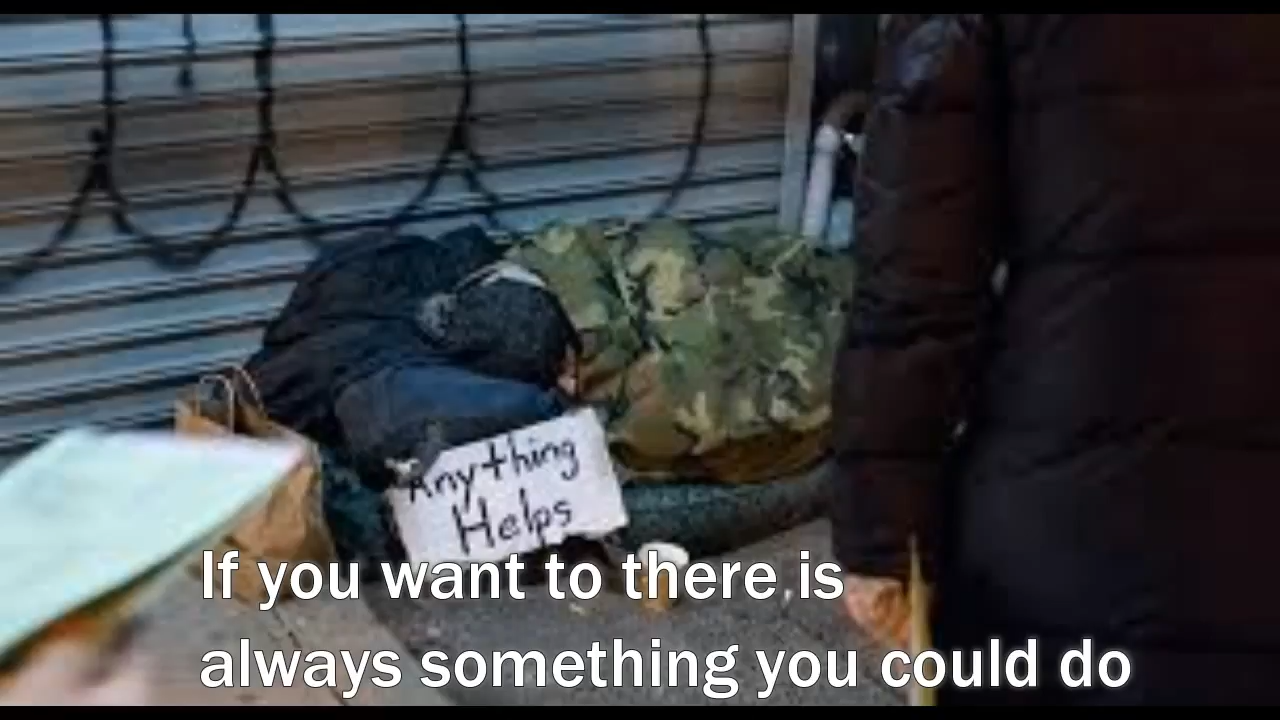 Anything
Helps
If you want to there is
always something you could do